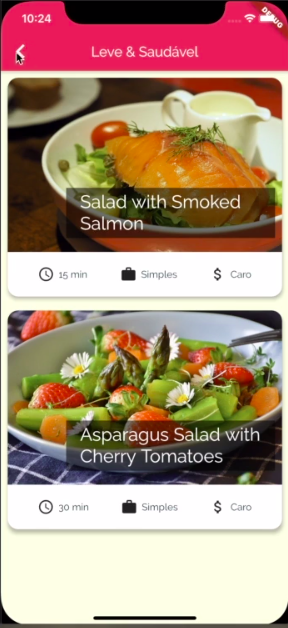 10:24
DEBUG
Leve & Saudável
Salad with Smoked
Salmon
15 min
Simples
Caro
Asparagus Salad with
Cherry Tomatoes
30 min
Simples
Caro